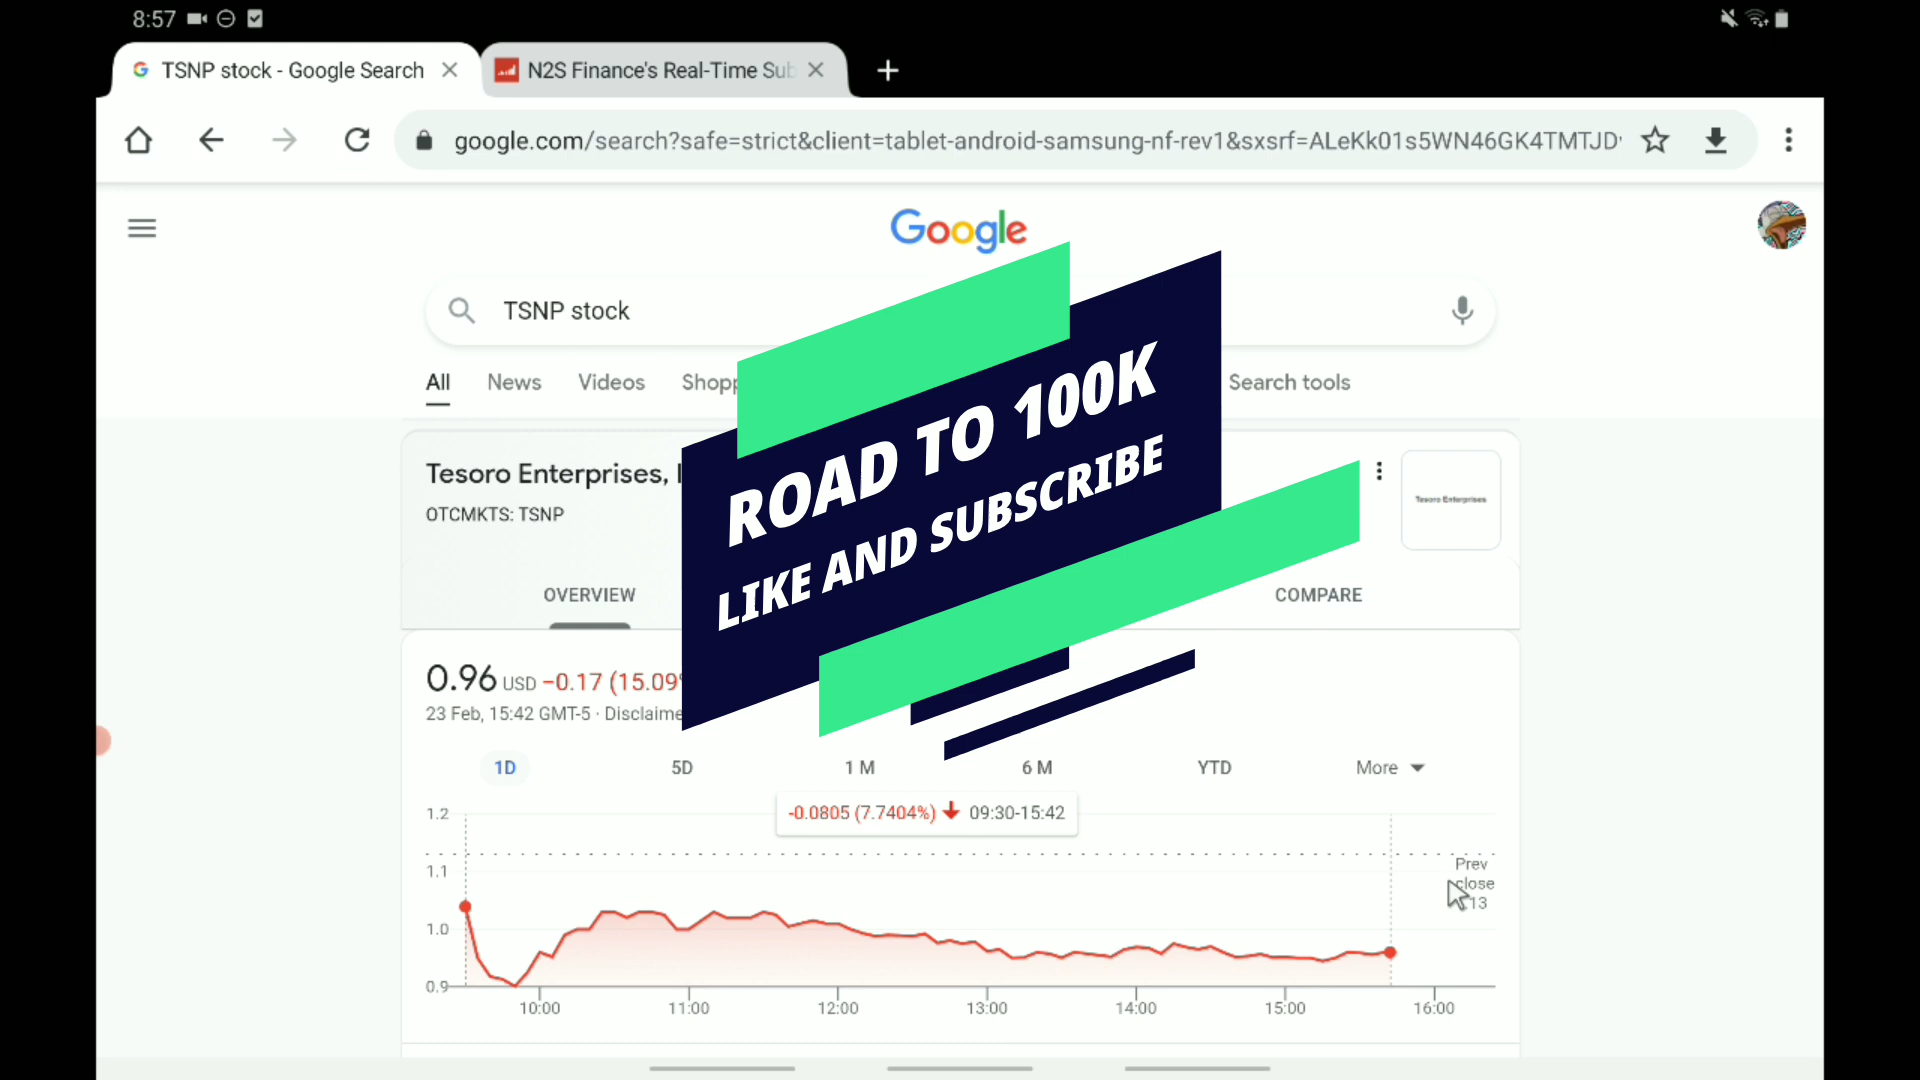 8:57
TSNP stock - Google Search
N2S Finance's Real-Time Sub
google.com/search?safe=strict&client=tablet-android-samsung-nf-rev1&sxsrf=ALeKk01s5WN46GK4TMTJD
Google
TSNP stock
All News Videos Shopp Search tools
ROAD TO 100K
LIKE AND SUBSCRIBE
Tesoro Enterprises,
OTCMKTS: TSNP
Tesoro Enterprises
OVERVIEW COMPARE
0.96 USD −0.17 (15.09%
23 Feb, 15:42 GMT-5 · Disclaime
1D 5D 1 M 6 M YTD More
-0.0805 (7.7404%) 09:30-15:42
1.2
1.1
1.0
0.9
Prev
close
13
10:00 11:00 12:00 13:00 14:00 15:00 16:00